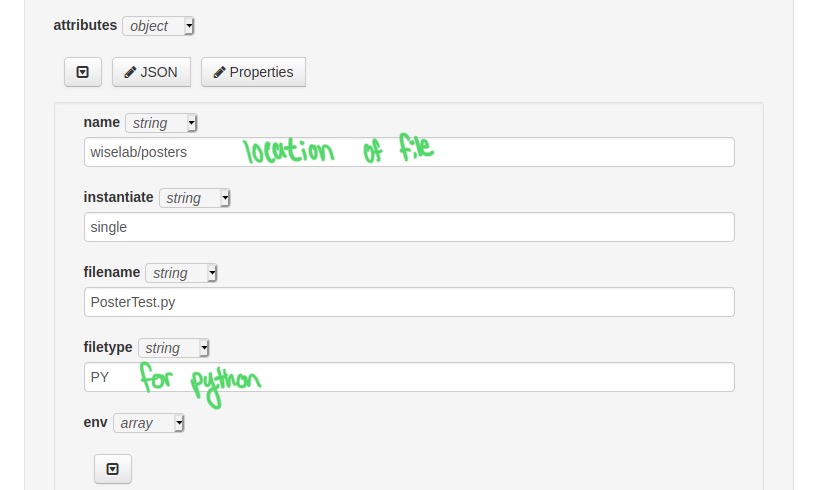 attributes object
JSON Properties
name string
wiselab/posters location of file
instantiate string
single
filename string
PosterTest.py
filetype string
PY for python
env array